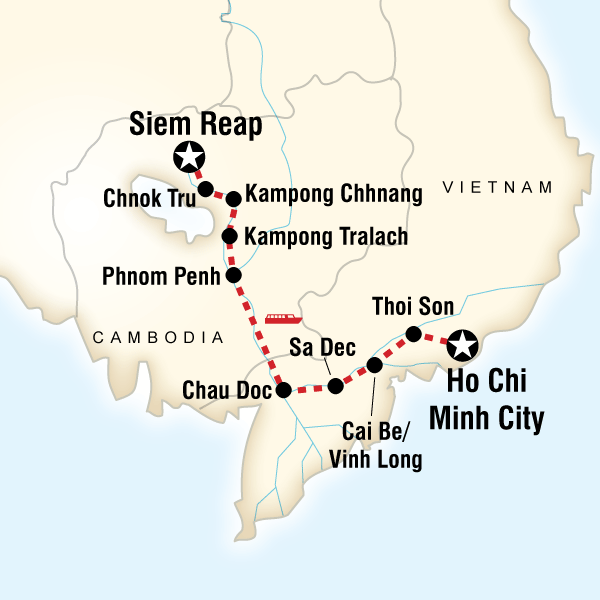 Siem Reap
Chnok Tru
Kampong Chhnang
VIETNAM
Kampong Tralach
Phnom Penh
Thoi Son
CAMBODIA
Sa Dec
Ho Chi
Minh City
Chau Doc
Cai Be/
Vinh Long